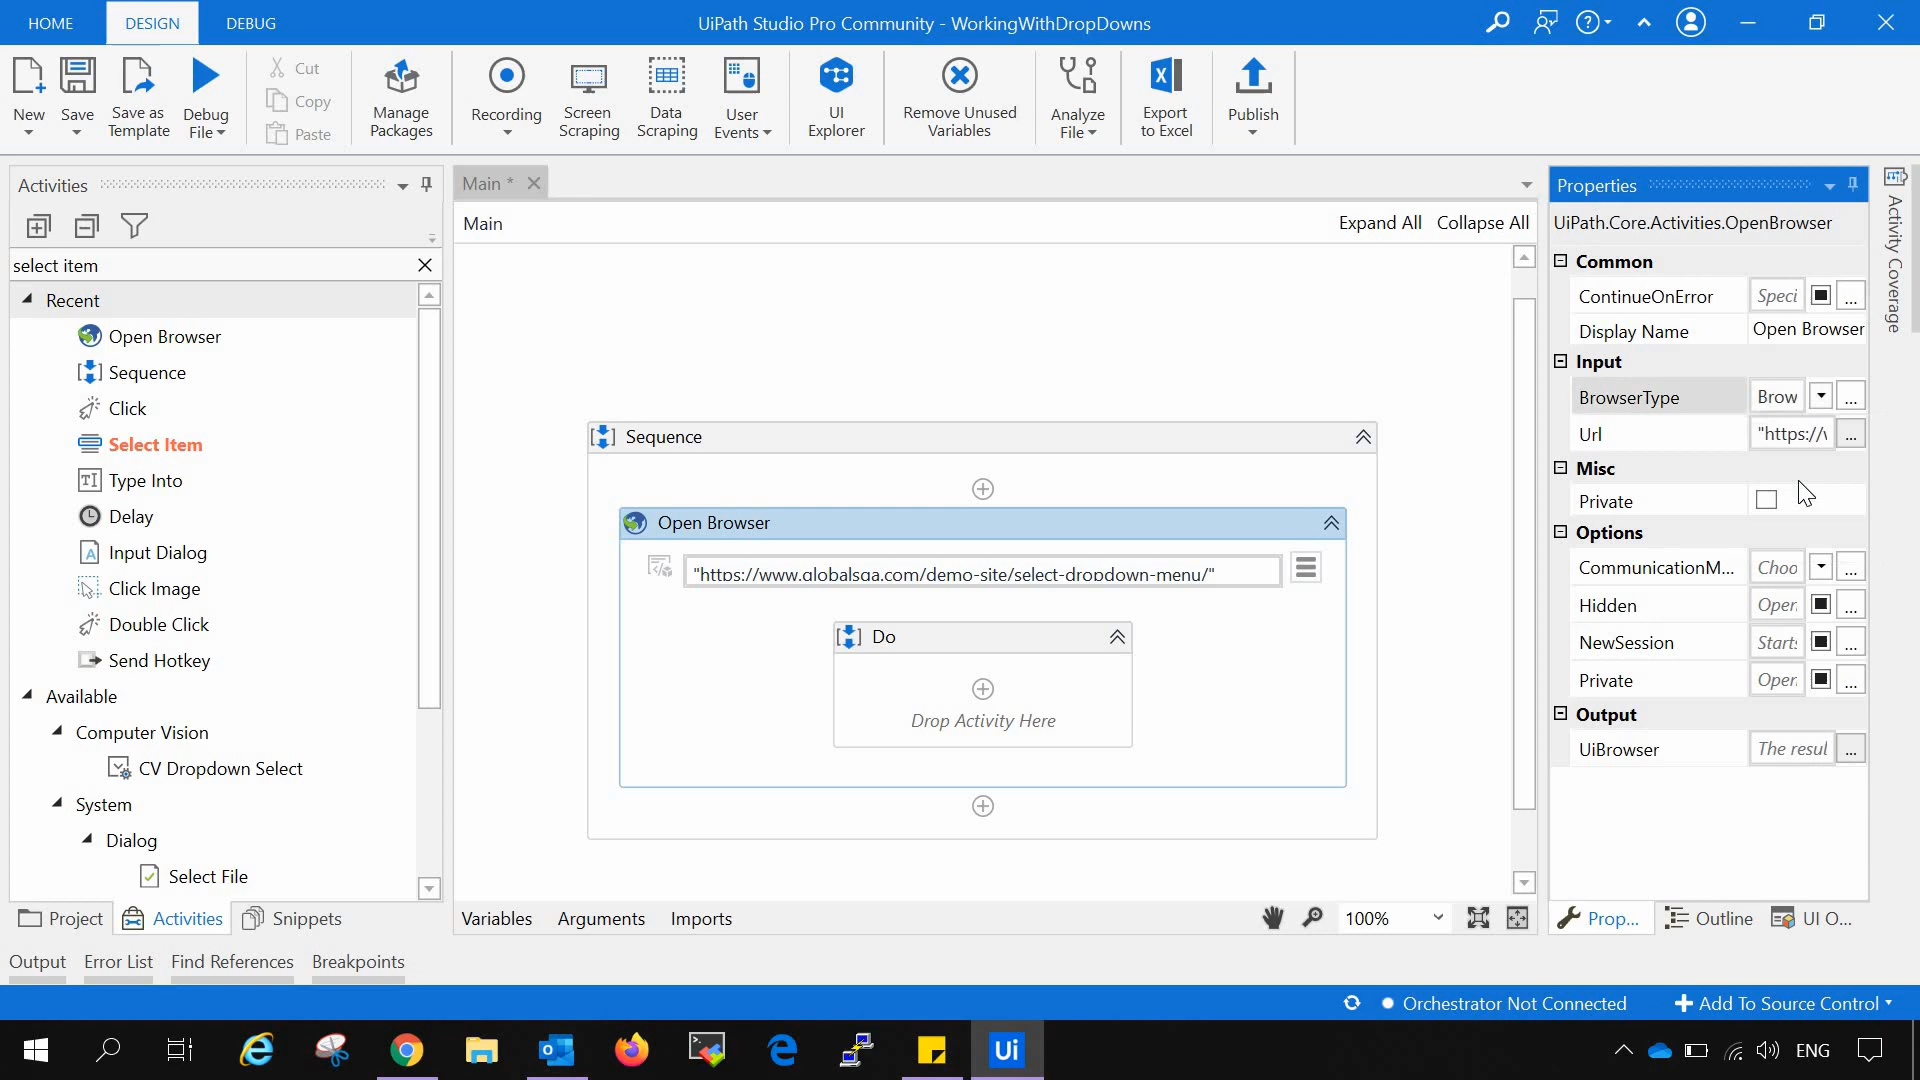 HOME
DESIGN
DEBUG
UiPath Studio Pro Community - WorkingWithDropDowns
New
Save
Save as
Template
Debug
File
Cut
Copy
Paste
Manage
Packages
Recording
Screen
Scraping
Data
Scraping
User
Events
UI
Explorer
Remove Unused
Variables
Analyze
File
Export
to Excel
Publish
Activities
select item
Recent
Open Browser
Sequence
Click
Select Item
Type Into
Delay
Input Dialog
Click Image
Double Click
Send Hotkey
Available
Computer Vision
CV Dropdown Select
System
Dialog
Select File
Project
Activities
Snippets
Main *
Main
Expand All
Collapse All
Sequence
Open Browser
"https://www.globalsqa.com/demo-site/select-dropdown-menu/"
Do
Drop Activity Here
Variables
Arguments
Imports
100%
Properties
UiPath.Core.Activities.OpenBrowser
Common
ContinueOnError Speci ...
Display Name Open Browser
Input
BrowserType Brow ...
Url "https://v ...
Misc
Private
Options
CommunicationM... Choo ...
Hidden Oper ...
NewSession Starts ...
Private Oper ...
Output
UiBrowser The resul ...
Prop...
Outline
UI O...
Activity Coverage
Output
Error List
Find References
Breakpoints
Orchestrator Not Connected
Add To Source Control
Ui
ENG